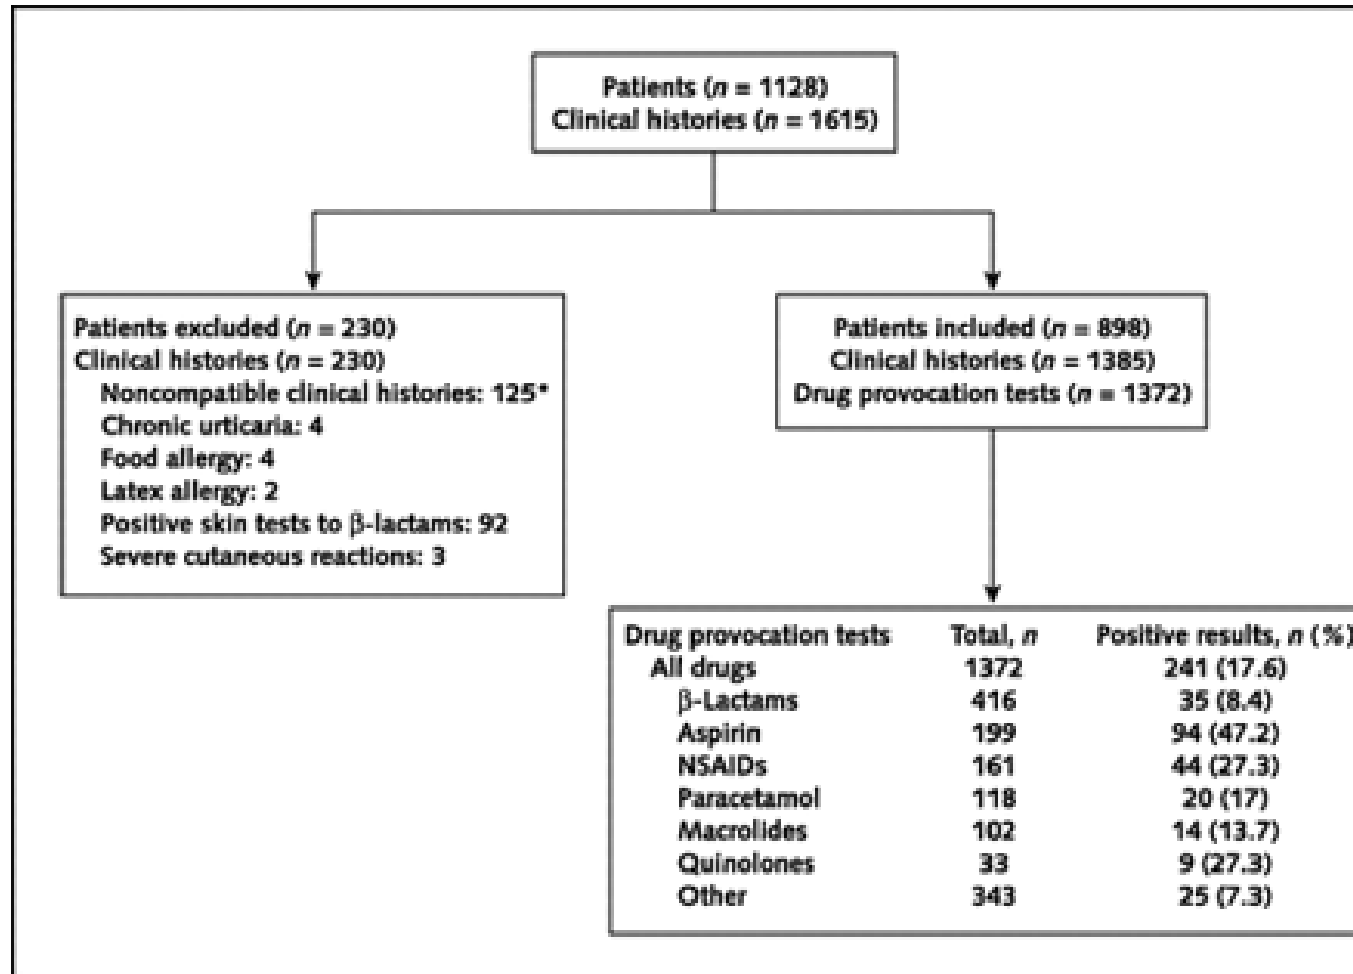 Patients (n = 1128)
Clinical histories (n = 1615)
Patients excluded (n = 230)
Clinical histories (n = 230)
Noncompatible clinical histories: 125*
Chronic urticaria: 4
Food allergy: 4
Latex allergy: 2
Positive skin tests to β-lactams: 92
Severe cutaneous reactions: 3
Patients included (n = 898)
Clinical histories (n = 1385)
Drug provocation tests (n = 1372)
Drug provocation tests Total, n Positive results, n (%)
All drugs 1372 241 (17.6)
β-Lactams 416 35 (8.4)
Aspirin 199 94 (47.2)
NSAIDs 161 44 (27.3)
Paracetamol 118 20 (17)
Macrolides 102 14 (13.7)
Quinolones 33 9 (27.3)
Other 343 25 (7.3)